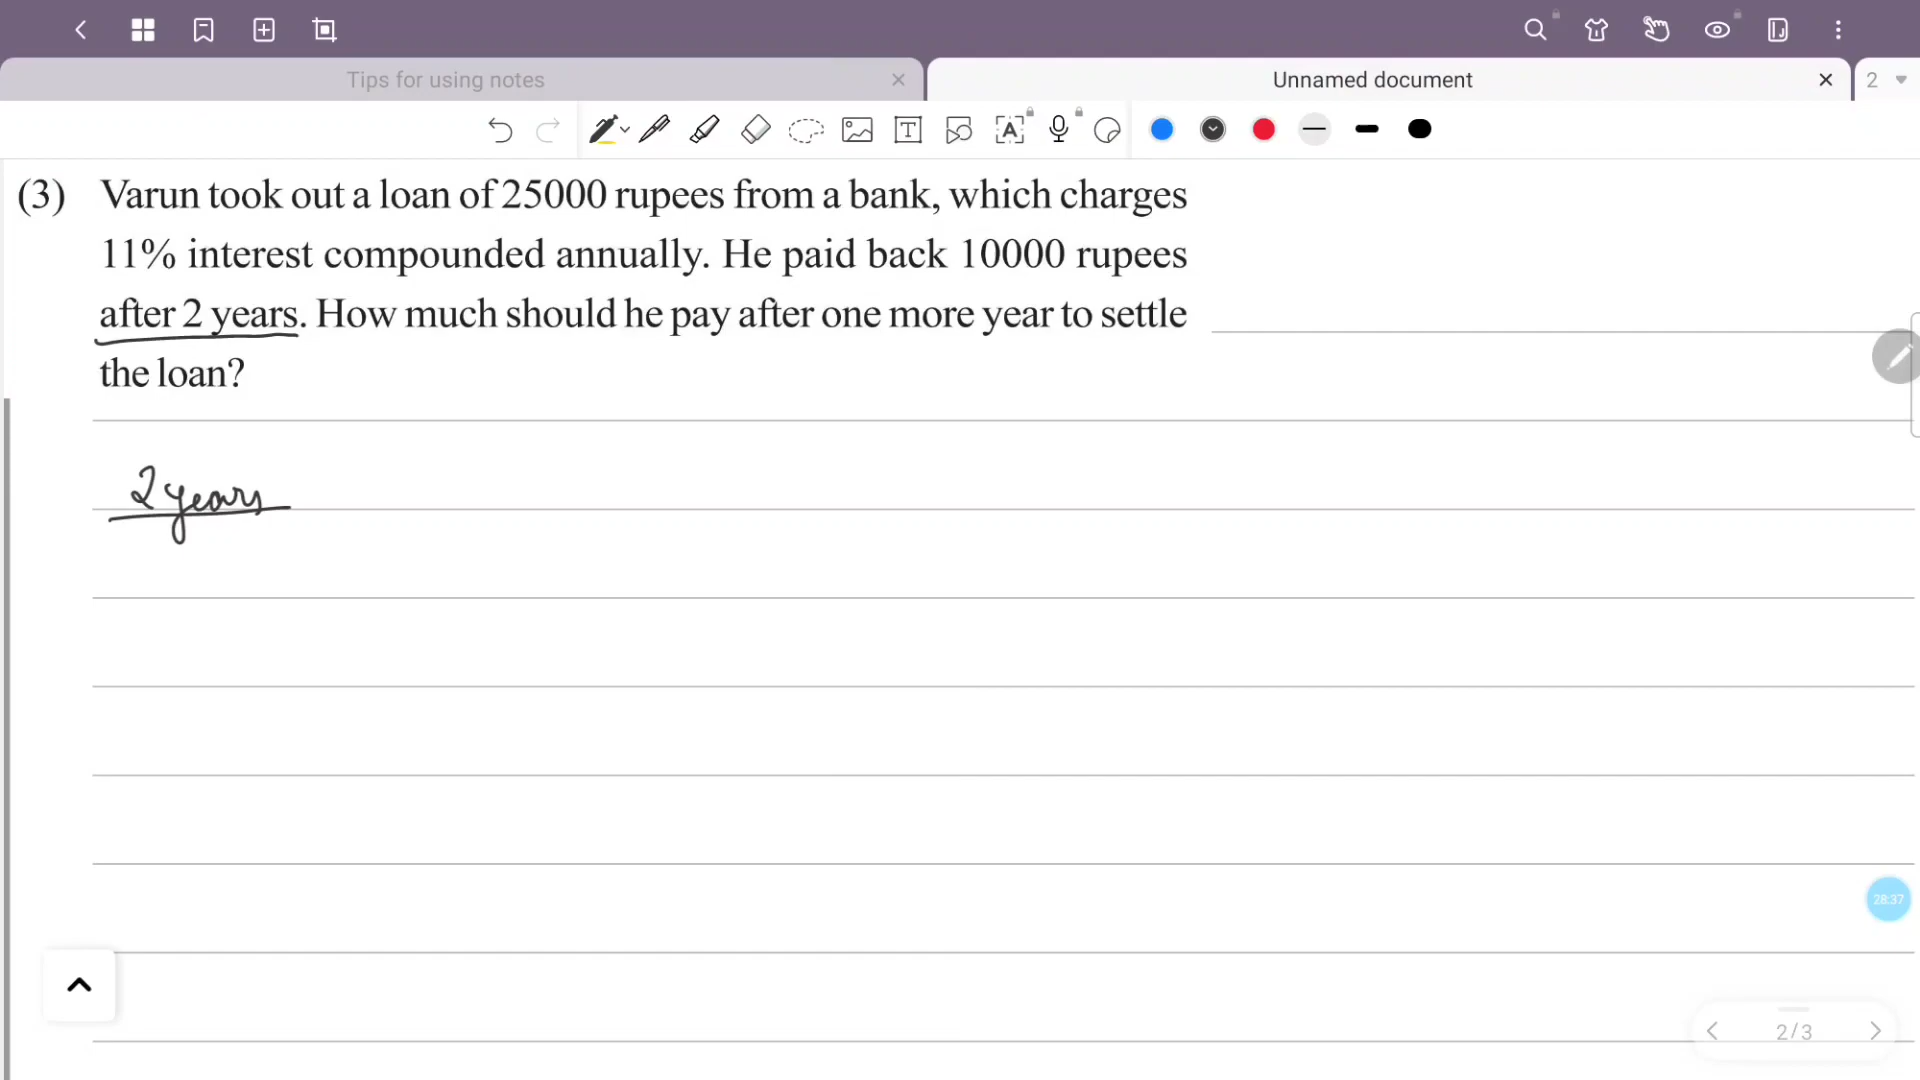 Tips for using notes
Unnamed document
2
(3) Varun took out a loan of 25000 rupees from a bank, which charges
11% interest compounded annually. He paid back 10000 rupees
after 2 years. How much should he pay after one more year to settle
the loan?
2 years
28:37
2/3